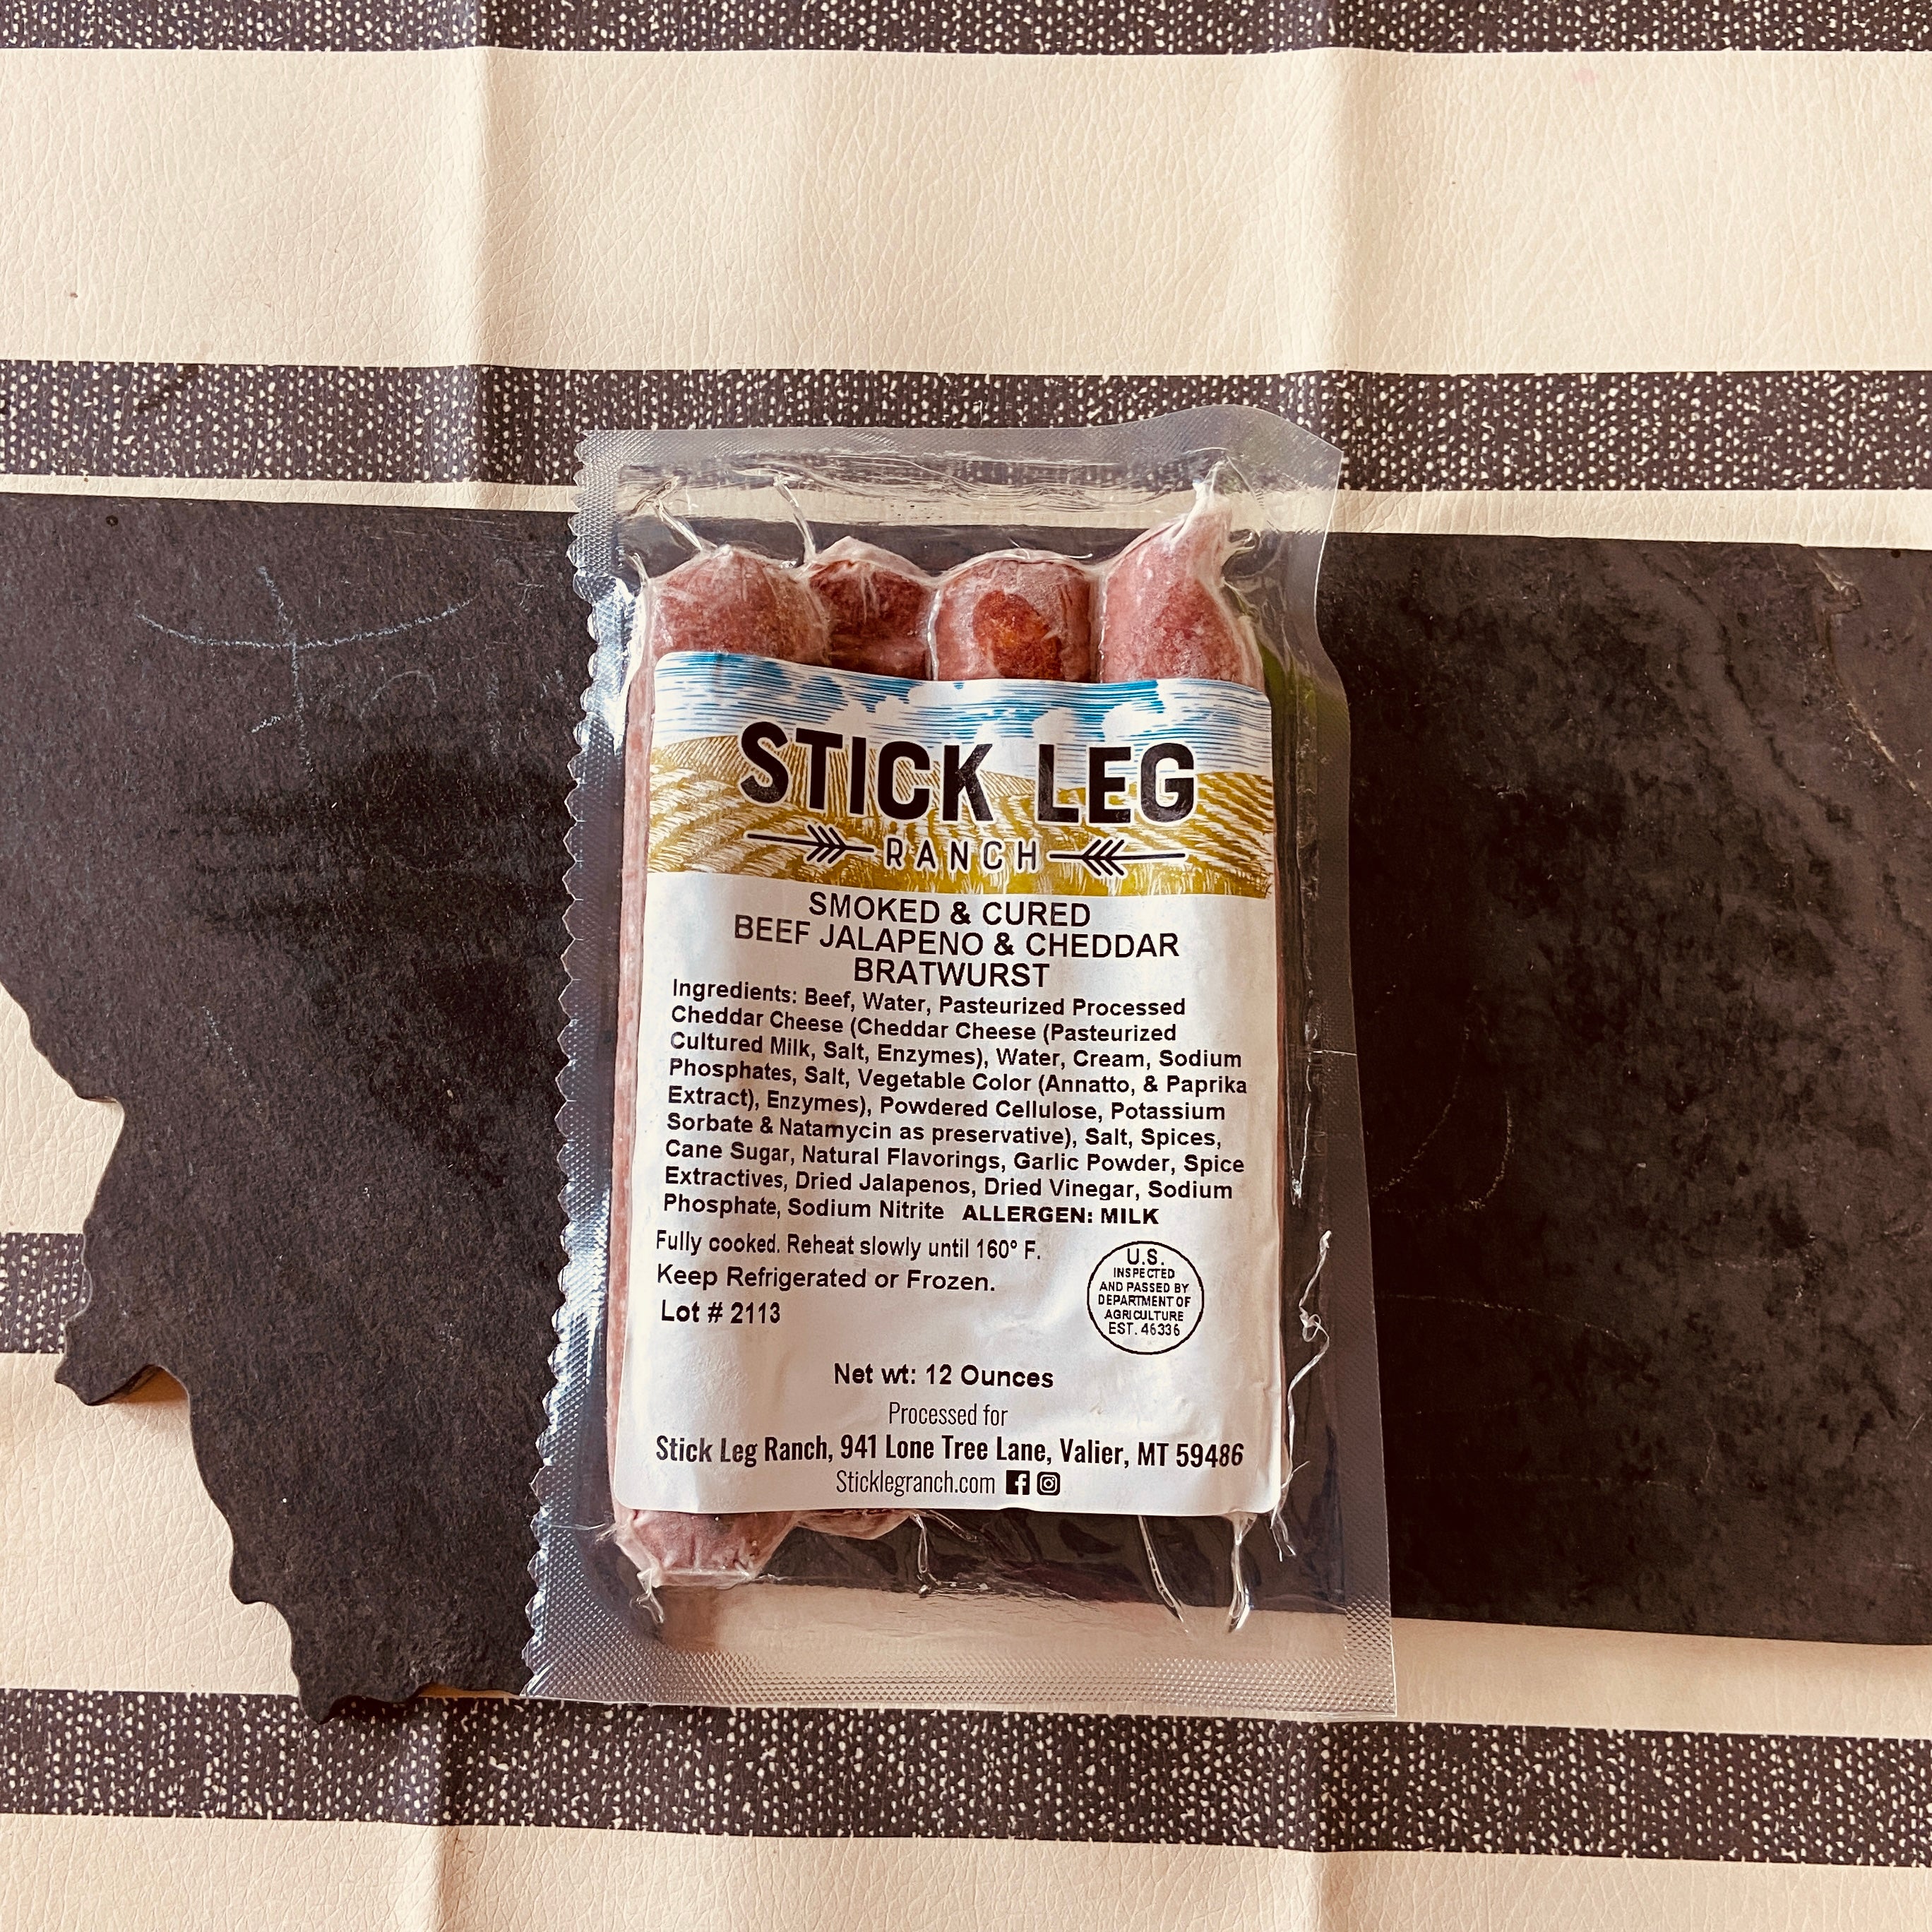 STICK LEG
RANCH
SMOKED & CURED
BEEF JALAPENO & CHEDDAR
BRATWURST
Ingredients: Beef, Water, Pasteurized Processed
Cheddar Cheese (Cheddar Cheese (Pasteurized
Cultured Milk, Salt, Enzymes), Water, Cream, Sodium
Phosphates, Salt, Vegetable Color (Annatto, & Paprika
Extract), Enzymes), Powdered Cellulose, Potassium
Sorbate & Natamycin as preservative), Salt, Spices,
Cane Sugar, Natural Flavorings, Garlic Powder, Spice
Extractives, Dried Jalapenos, Dried Vinegar, Sodium
Phosphate, Sodium Nitrite ALLERGEN: MILK
Fully cooked. Reheat slowly until 160° F.
Keep Refrigerated or Frozen.
Lot # 2113
U.S.
INSPECTED
AND PASSED BY
DEPARTMENT OF
AGRICULTURE
EST. 46336
Net wt: 12 Ounces
Processed for
Stick Leg Ranch, 941 Lone Tree Lane, Valier, MT 59486
Sticklegranch.com